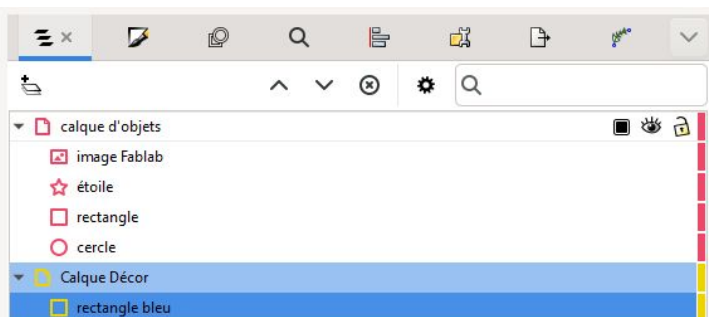 calque d'objets
image Fablab
étoile
rectangle
cercle
Calque Décor
rectangle bleu